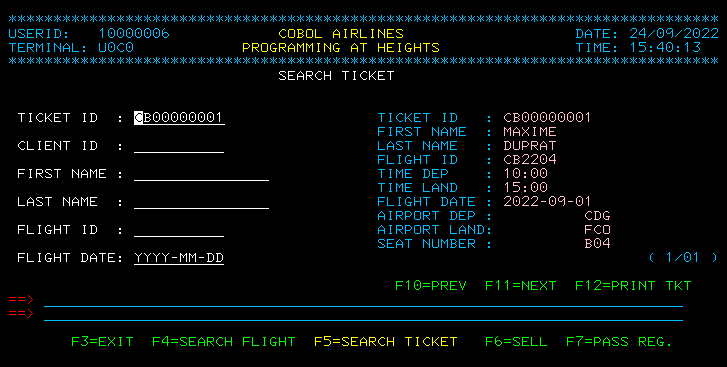 *******************************************************************************
USERID:   10000006            COBOL AIRLINES                   DATE: 24/09/2022
TERMINAL: U0C0            PROGRAMMING AT HEIGHTS               TIME: 15:40:13
*******************************************************************************
SEARCH TICKET
TICKET ID  : CB00000001                 TICKET ID   : CB00000001
FIRST NAME  : MAXIME
CLIENT ID  : __________                 LAST NAME   : DUPRAT
FLIGHT ID   : CB2204
FIRST NAME : _______________            TIME DEP    : 10:00
TIME LAND   : 15:00
LAST NAME  : _______________            FLIGHT DATE : 2022-09-01
AIRPORT DEP :          CDG
FLIGHT ID  : __________                 AIRPORT LAND:          FCO
SEAT NUMBER :          B04
FLIGHT DATE: YYYY-MM-DD                                               ( 1/01 )
F10=PREV  F11=NEXT  F12=PRINT TKT
==> 
==> 
F3=EXIT  F4=SEARCH FLIGHT  F5=SEARCH TICKET   F6=SELL  F7=PASS REG.